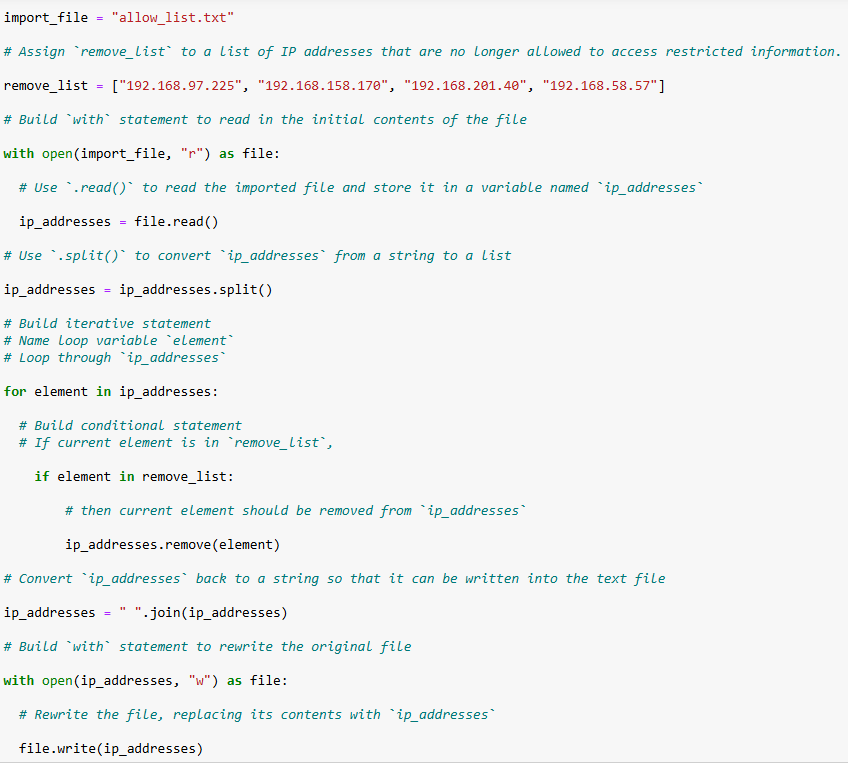 import_file = "allow_list.txt"
# Assign `remove_list` to a list of IP addresses that are no longer allowed to access restricted information.
remove_list = ["192.168.97.225", "192.168.158.170", "192.168.201.40", "192.168.58.57"]
# Build `with` statement to read in the initial contents of the file
with open(import_file, "r") as file:
  # Use `.read()` to read the imported file and store it in a variable named `ip_addresses`
  ip_addresses = file.read()
# Use `.split()` to convert `ip_addresses` from a string to a list
ip_addresses = ip_addresses.split()
# Build iterative statement
# Name loop variable `element`
# Loop through `ip_addresses`
for element in ip_addresses:
  # Build conditional statement
  # If current element is in `remove_list`,
    if element in remove_list:
        # then current element should be removed from `ip_addresses`
        ip_addresses.remove(element)
# Convert `ip_addresses` back to a string so that it can be written into the text file
ip_addresses = " ".join(ip_addresses)
# Build `with` statement to rewrite the original file
with open(ip_addresses, "w") as file:
  # Rewrite the file, replacing its contents with `ip_addresses`
  file.write(ip_addresses)